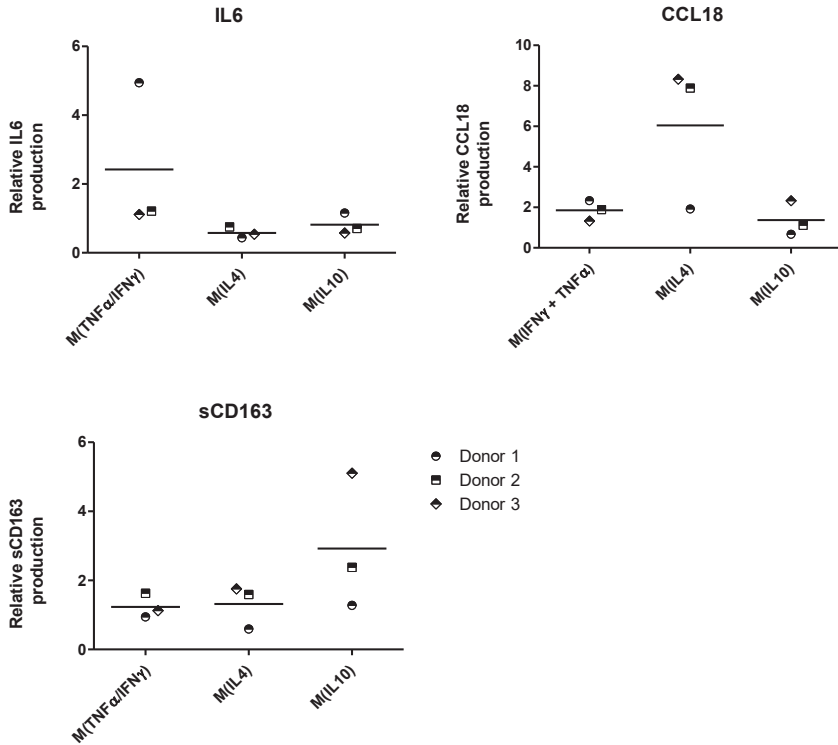 IL6
6
4
2
0
Relative IL6
production
M(TNFα/IFNγ)
M(IL4)
M(IL10)
CCL18
10
8
6
4
2
0
Relative CCL18
production
M(IFNγ + TNFα)
M(IL4)
M(IL10)
sCD163
6
4
2
0
Relative sCD163
production
M(TNFα/IFNγ)
M(IL4)
M(IL10)
Donor 1
Donor 2
Donor 3